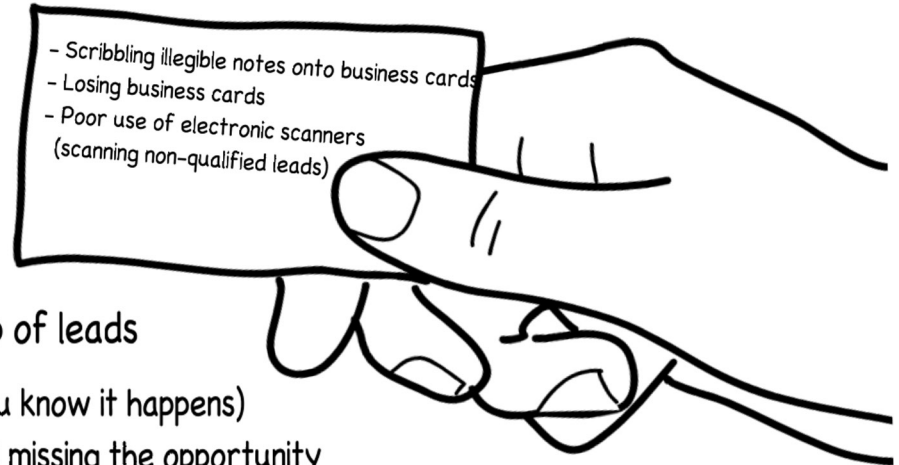 - Scribbling illegible notes onto business cards
- Losing business cards
- Poor use of electronic scanners
(scanning non-qualified leads)
of leads
know it happens)
missing the opportunity